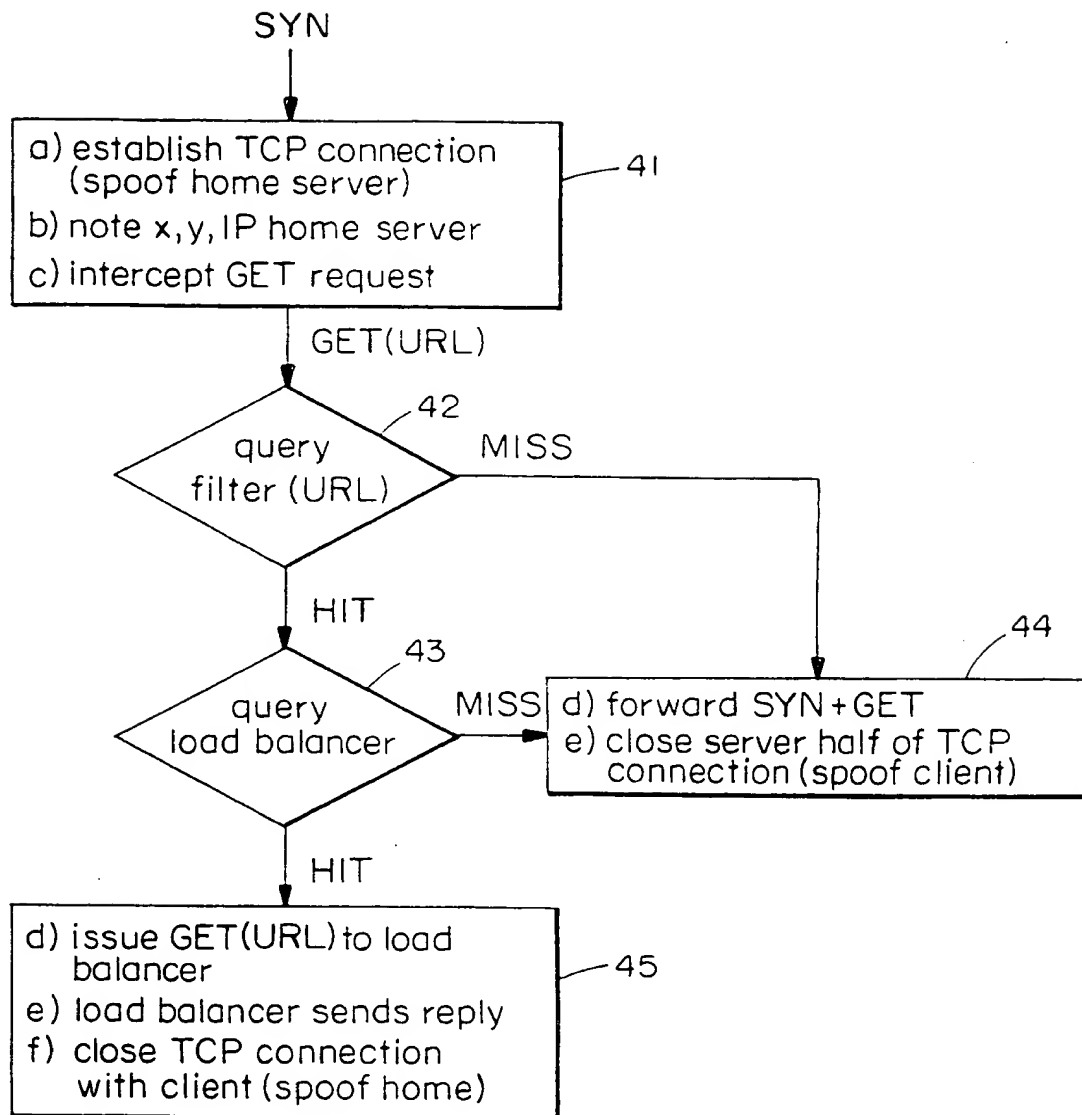 SYN
a) establish TCP connection
(spoof home server)
b) note x, y, IP home server
c) intercept GET request
41
GET(URL)
42
query
filter (URL)
MISS
HIT
43
query
load balancer
MISS
44
d) forward SYN+GET
e) close server half of TCP
connection (spoof client)
HIT
d) issue GET(URL) to load
balancer
e) load balancer sends reply
f) close TCP connection
with client (spoof home)
45